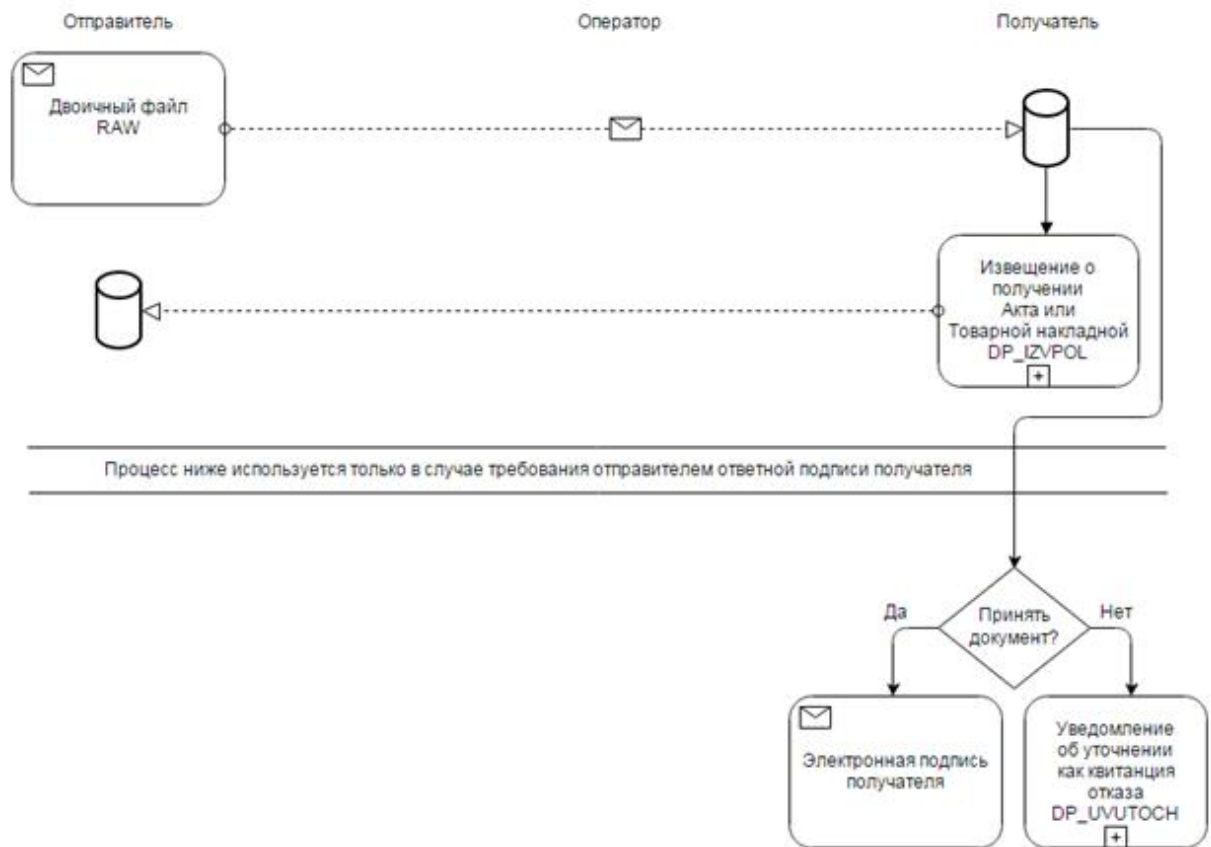 Отправитель
Оператор
Получатель
Двоичный файл
RAW
Извещение о
получении
Акта или
Товарной накладной
DP_IZVPOL
Процесс ниже используется только в случае требования отправителем ответной подписи получателя
Да
Принять
документ?
Нет
Электронная подпись
получателя
Уведомление
об уточнении
как квитанция
отказа
DP_UVUTOCH